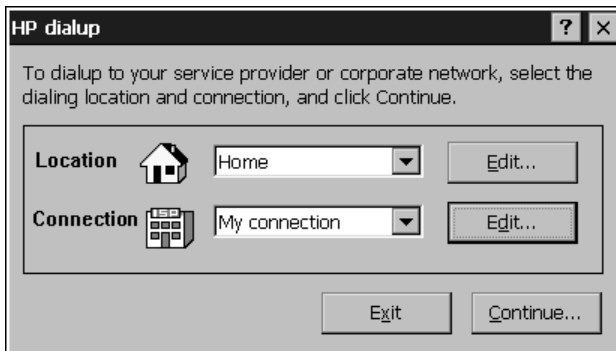 HP dialup ? ×
To dialup to your service provider or corporate network, select the
dialing location and connection, and click Continue.
Location Home Edit...
ISP
Connection My connection Edit...
Exit Continue...